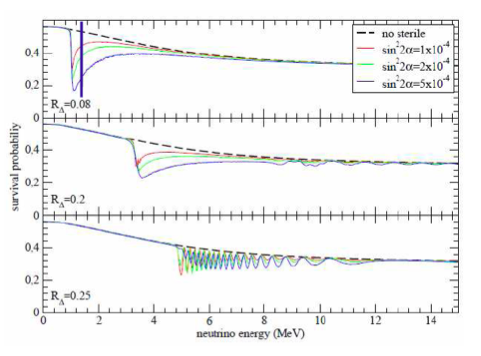 no sterile
sin²2α=1x10⁻⁴
sin²2α=2x10⁻⁴
sin²2α=5x10⁻⁴
0,4
0,2
0
R_Δ=0.08
0,4
0,2
0
R_Δ=0.2
survival probability
0,4
0,2
0
R_Δ=0.25
0 2 4 6 8 10 12 14
neutrino energy (MeV)